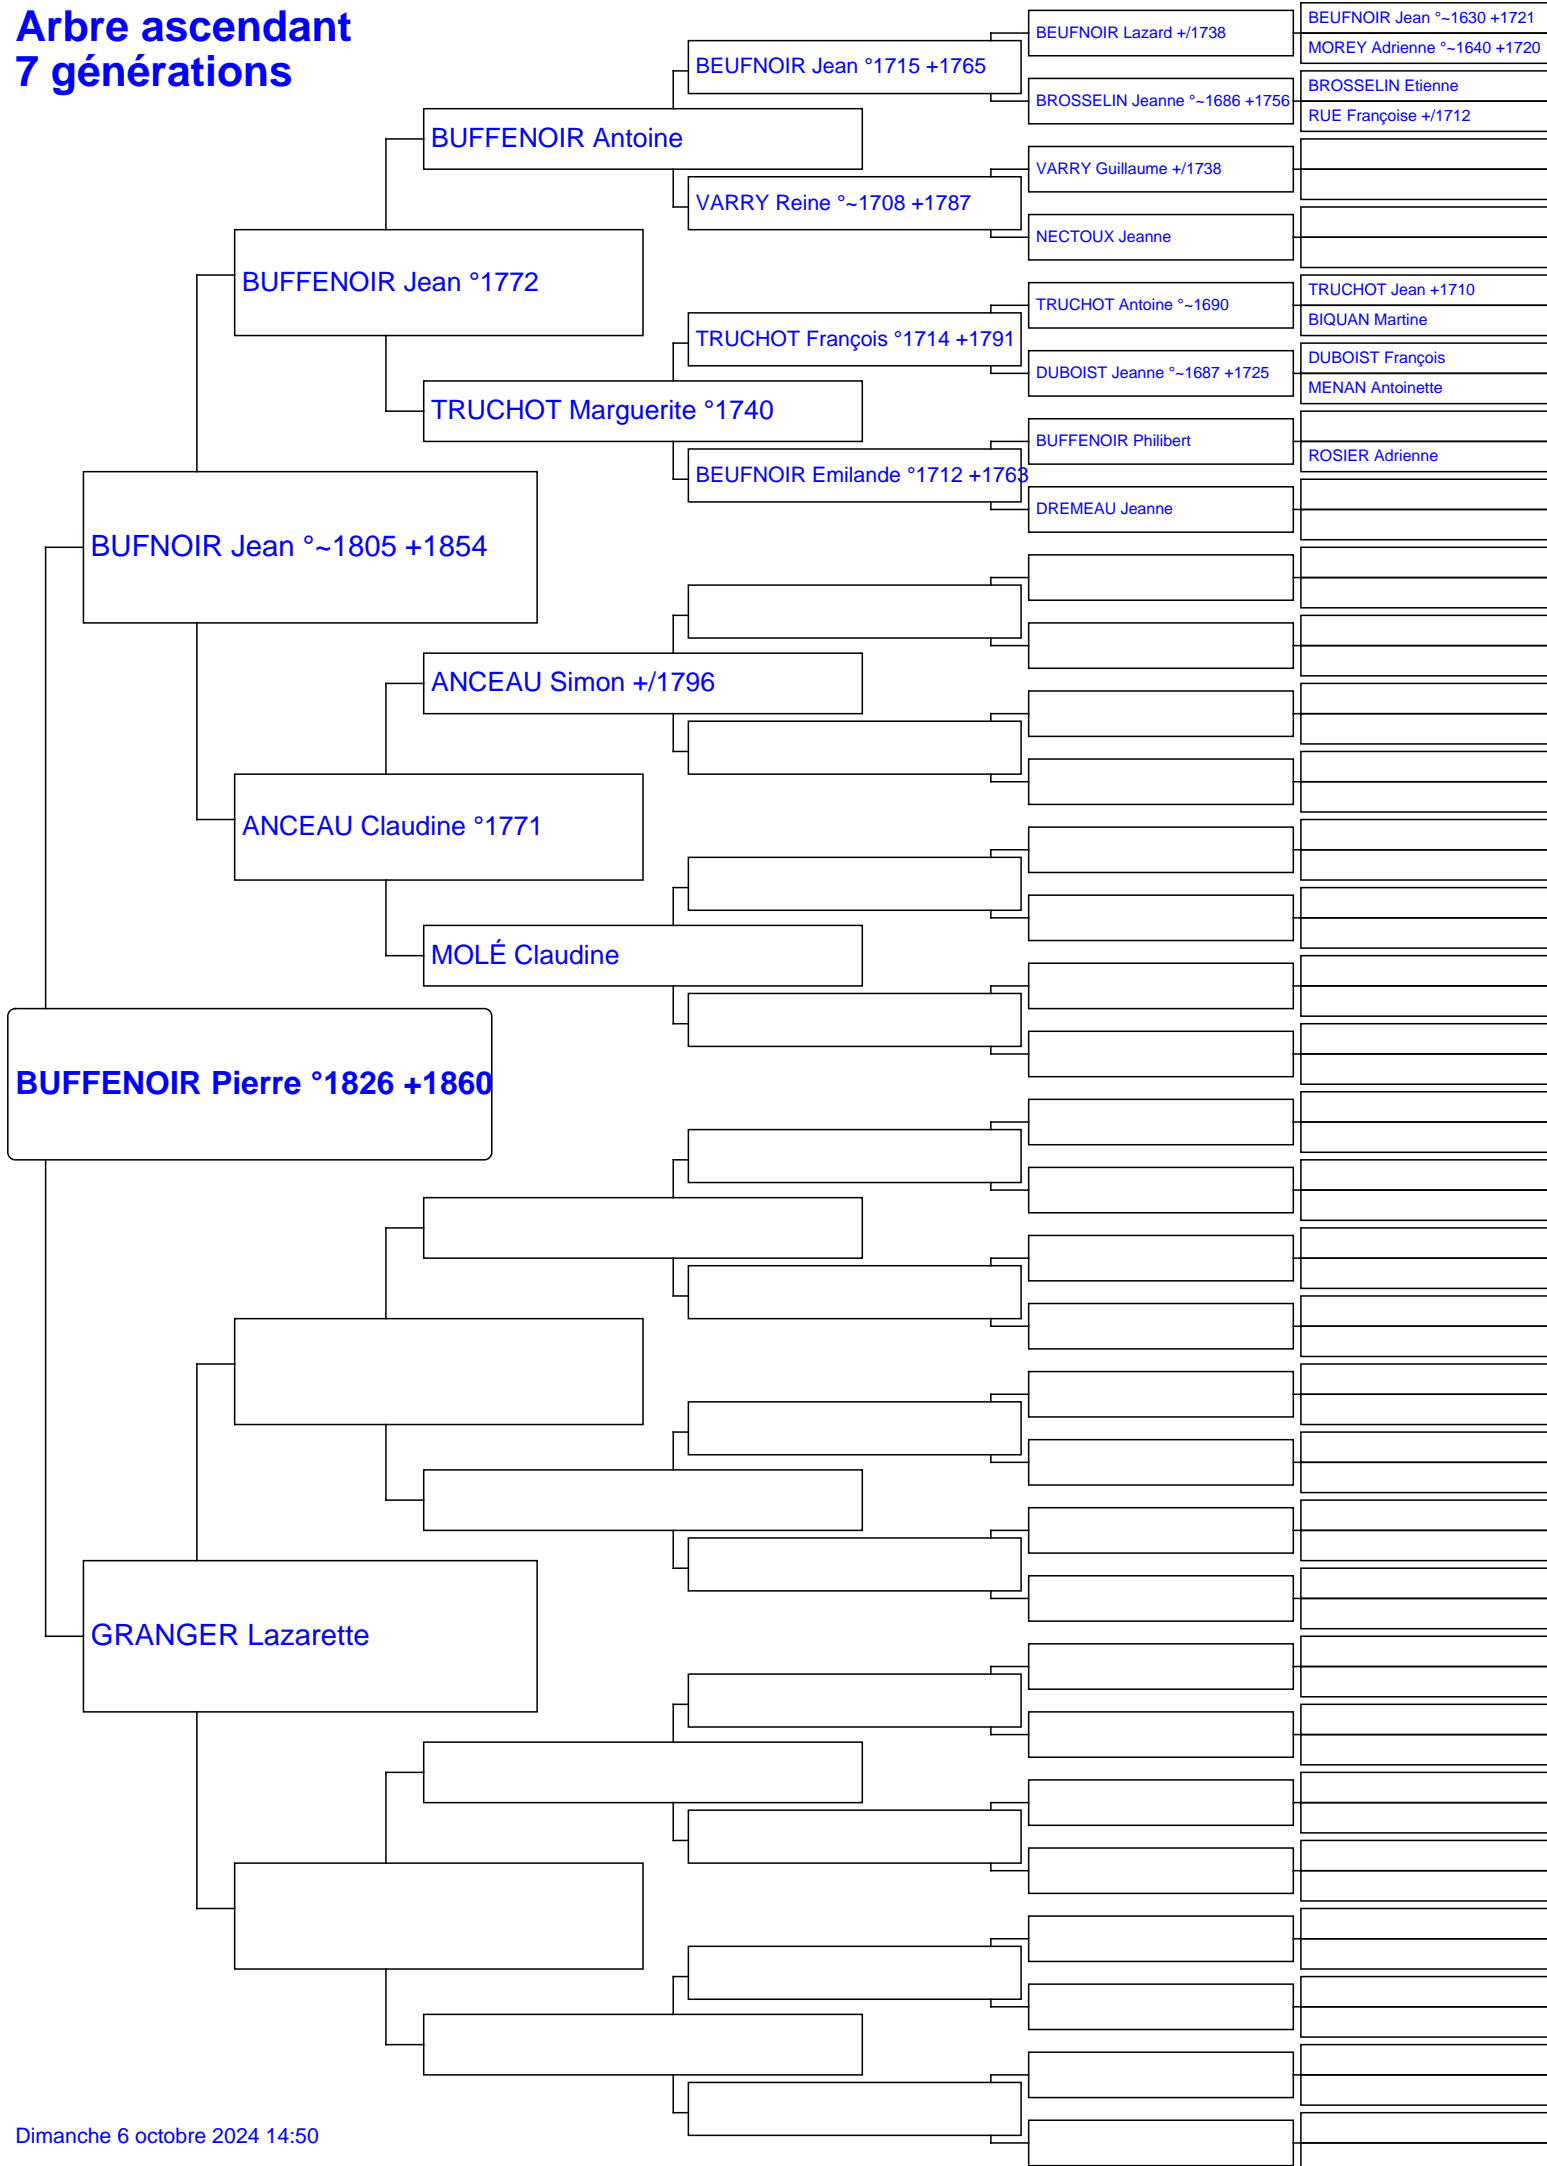 Arbre ascendant
7 générations
BUFFENOIR Pierre °1826 +1860
BUFNOIR Jean °~1805 +1854
GRANGER Lazarette
BUFFENOIR Jean °1772
ANCEAU Claudine °1771
BUFFENOIR Antoine
TRUCHOT Marguerite °1740
ANCEAU Simon +/1796
MOLÉ Claudine
BEUFNOIR Jean °1715 +1765
VARRY Reine °~1708 +1787
TRUCHOT François °1714 +1791
BEUFNOIR Emilande °1712 +1763
BEUFNOIR Lazard +/1738
BROSSELIN Jeanne °~1686 +1756
VARRY Guillaume +/1738
NECTOUX Jeanne
TRUCHOT Antoine °~1690
DUBOIST Jeanne °~1687 +1725
BUFFENOIR Philibert
DREMEAU Jeanne
BEUFNOIR Jean °~1630 +1721
MOREY Adrienne °~1640 +1720
BROSSELIN Etienne
RUE Françoise +/1712
TRUCHOT Jean +1710
BIQUAN Martine
DUBOIST François
MENAN Antoinette
ROSIER Adrienne
Dimanche 6 octobre 2024 14:50